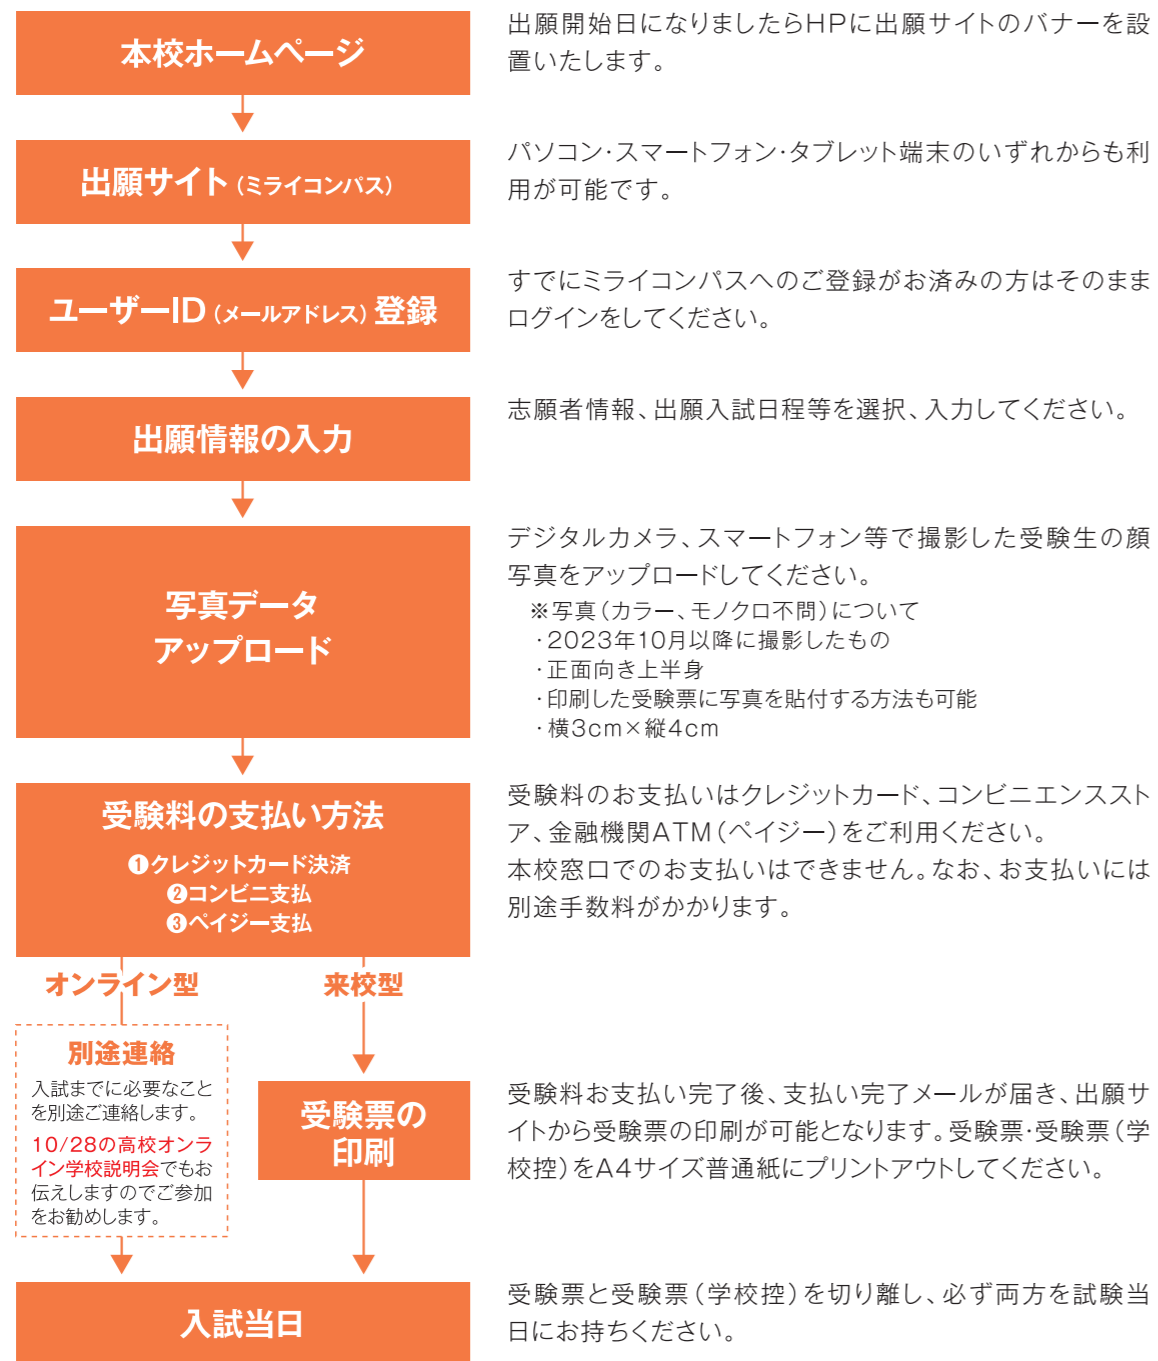 本校ホームページ
出願開始日になりましたらHPに出願サイトのバナーを設
置いたします。
出願サイト（ミライコンパス）
パソコン・スマートフォン・タブレット端末のいずれからも利
用が可能です。
ユーザーID（メールアドレス）登録
すでにミライコンパスへのご登録がお済みの方はそのまま
ログインをしてください。
出願情報の入力
志願者情報、出願入試日程等を選択、入力してください。
写真データ
アップロード
デジタルカメラ、スマートフォン等で撮影した受験生の顔
写真をアップロードしてください。
※写真（カラー、モノクロ不問）について
・2023年10月以降に撮影したもの
・正面向き上半身
・印刷した受験票に写真を貼付する方法も可能
・横3cm×縦4cm
受験料の支払い方法
❶クレジットカード決済
❷コンビニ支払
❸ペイジー支払
受験料のお支払いはクレジットカード、コンビニエンススト
ア、金融機関ATM（ペイジー）をご利用ください。
本校窓口でのお支払いはできません。なお、お支払いには
別途手数料がかかります。
オンライン型
来校型
別途連絡
入試までに必要なこと
を別途ご連絡します。
10/28の高校オンラ
イン学校説明会でもお
伝えしますのでご参加
をお勧めします。
受験票の
印刷
受験料お支払い完了後、支払い完了メールが届き、出願サ
イトから受験票の印刷が可能となります。受験票・受験票（学
校控）をA4サイズ普通紙にプリントアウトしてください。
入試当日
受験票と受験票（学校控）を切り離し、必ず両方を試験当
日にお持ちください。